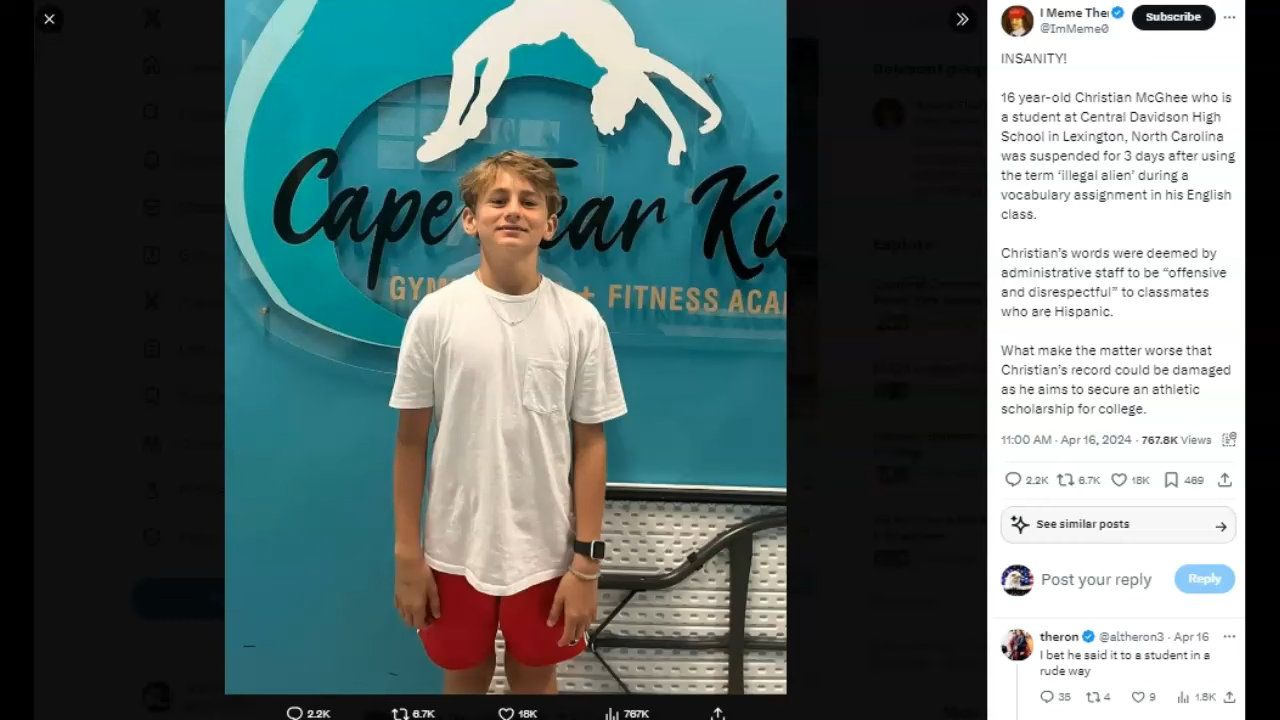 Cape Fear Ki
GYM + FITNESS ACA
I Meme The
@ImMeme0
Subscribe
INSANITY!
16 year-old Christian McGhee who is
a student at Central Davidson High
School in Lexington, North Carolina
was suspended for 3 days after using
the term ‘illegal alien’ during a
vocabulary assignment in his English
class.
Christian’s words were deemed by
administrative staff to be “offensive
and disrespectful” to classmates
who are Hispanic.
What make the matter worse that
Christian’s record could be damaged
as he aims to secure an athletic
scholarship for college.
11:00 AM · Apr 16, 2024 · 767.8K Views
2.2K 6.7K 18K 469
See similar posts
Post your reply
Reply
theron @altheron3 · Apr 16
I bet he said it to a student in a
rude way
35 4 9 1.8K
2.2K 6.7K 18K 767K